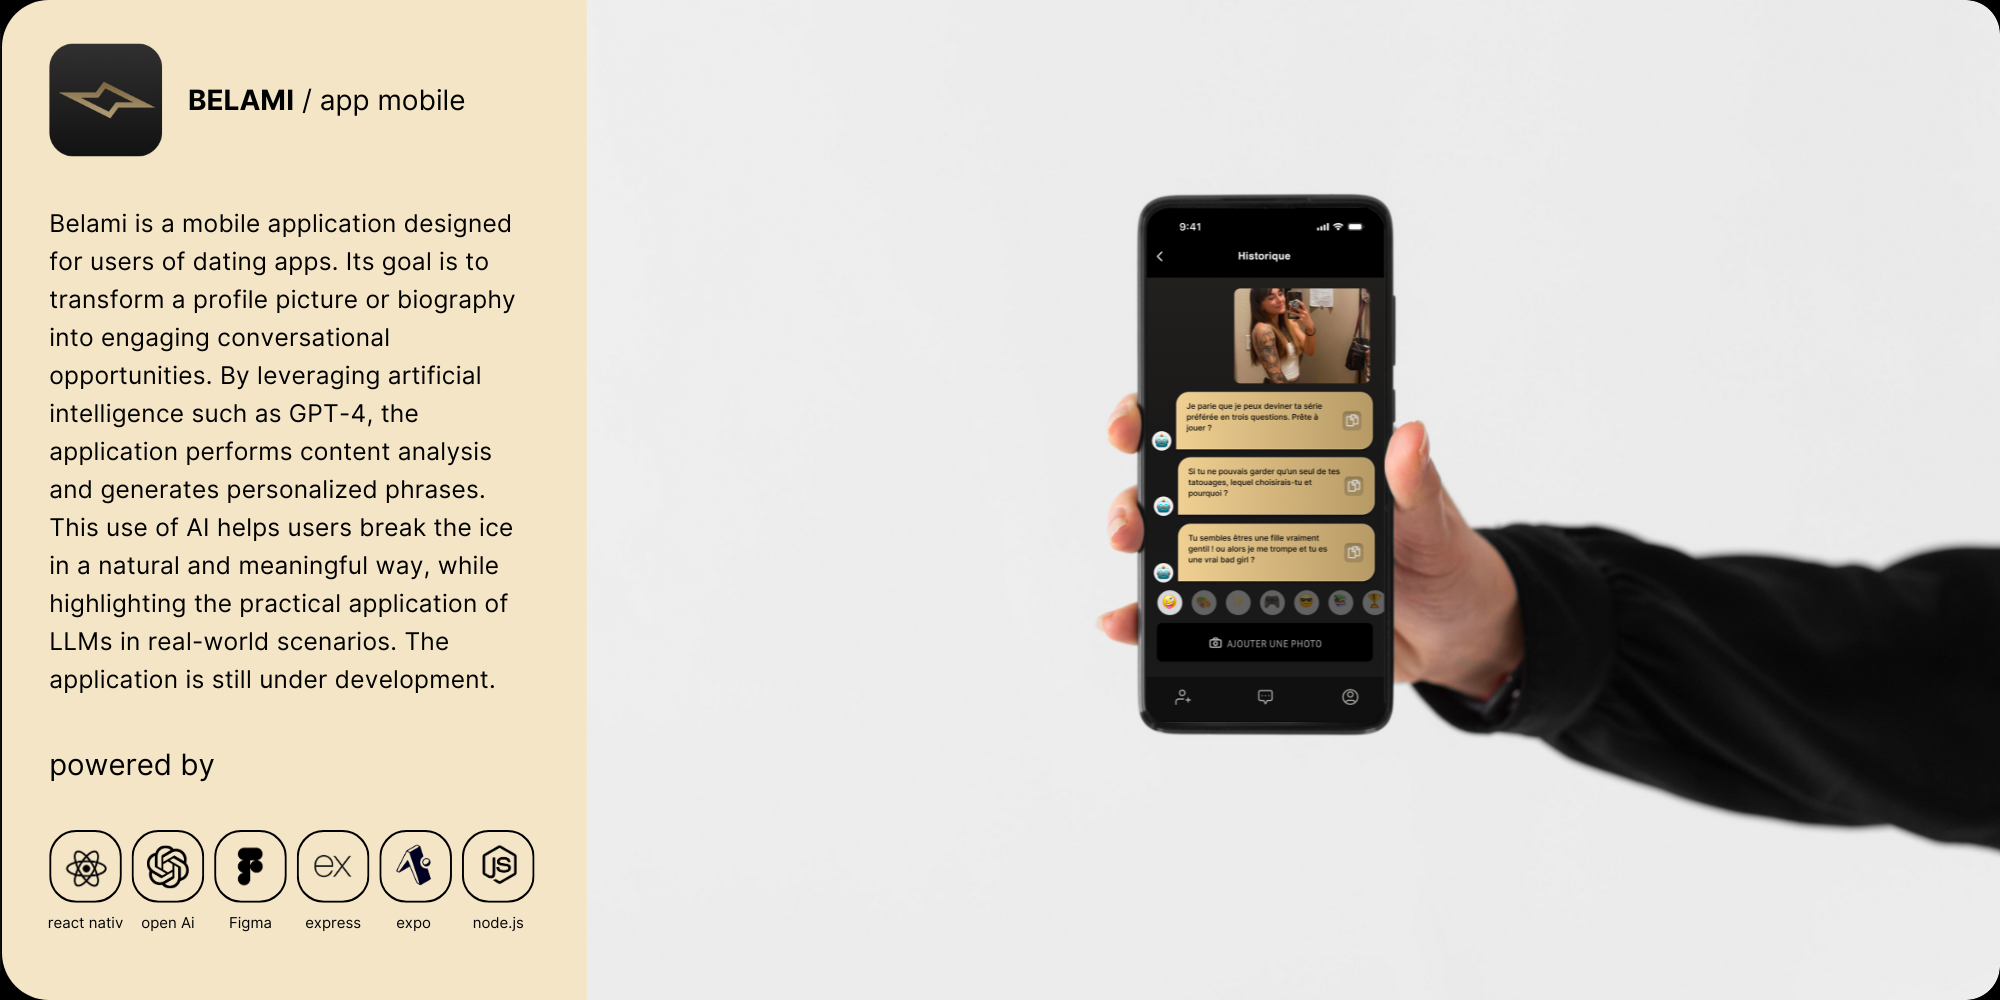 BELAMI / app mobile
Belami is a mobile application designed
for users of dating apps. Its goal is to
transform a profile picture or biography
into engaging conversational
opportunities. By leveraging artificial
intelligence such as GPT-4, the
application performs content analysis
and generates personalized phrases.
This use of AI helps users break the ice
in a natural and meaningful way, while
highlighting the practical application of
LLMs in real-world scenarios. The
application is still under development.
powered by
ex
JS
react nativ open Ai Figma express expo node.js
9:41
Historique
Je parie que je peux deviner ta série
préférée en trois questions. Prête à
jouer ?
Si tu ne pouvais garder qu'un seul de tes
tatouages, lequel choisirais-tu et
pourquoi ?
Tu sembles êtres une fille vraiment
gentil ! ou alors je me trompe et tu es
une vrai bad girl ?
AJOUTER UNE PHOTO